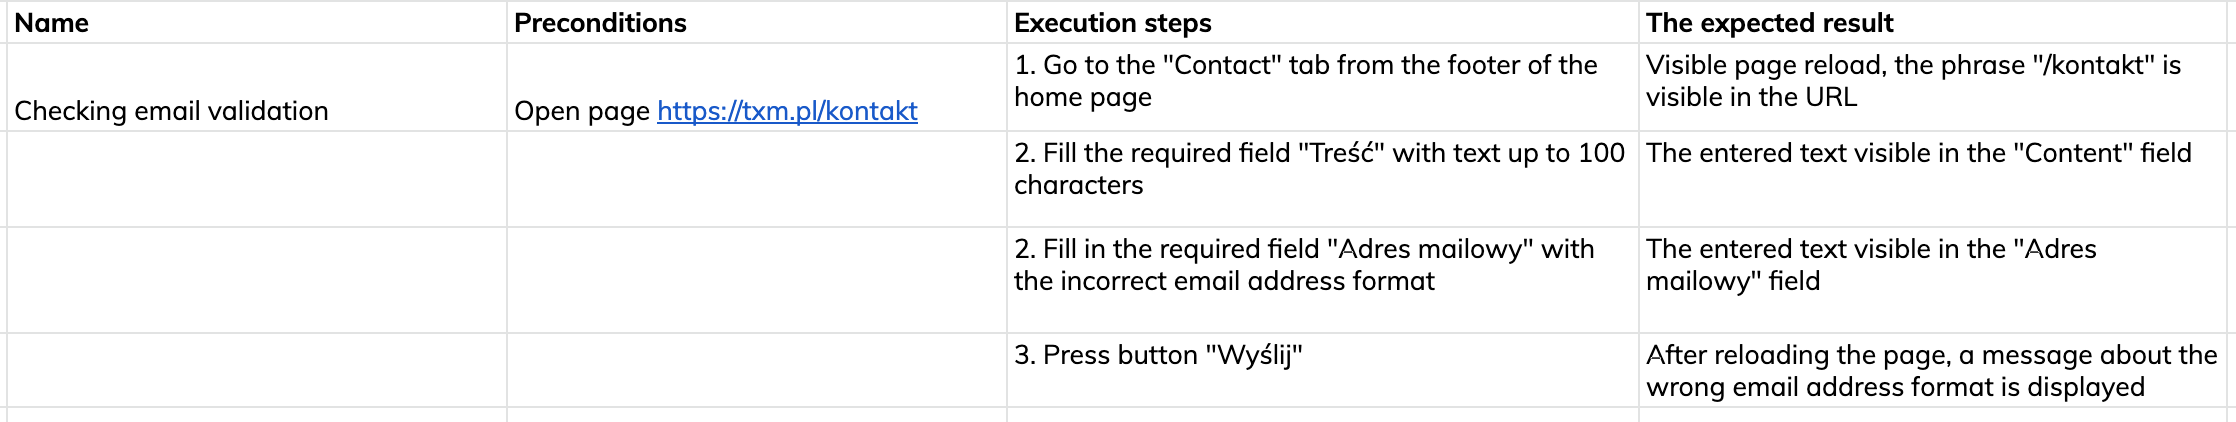 Name Preconditions Execution steps The expected result
Checking email validation
Open page https://txm.pl/kontakt
1. Go to the "Contact" tab from the footer of the
home page
Visible page reload, the phrase "/kontakt" is
visible in the URL
2. Fill the required field "Treść" with text up to 100
characters
The entered text visible in the "Content" field
2. Fill in the required field "Adres mailowy" with
the incorrect email address format
The entered text visible in the "Adres
mailowy" field
3. Press button "Wyślij"
After reloading the page, a message about the
wrong email address format is displayed